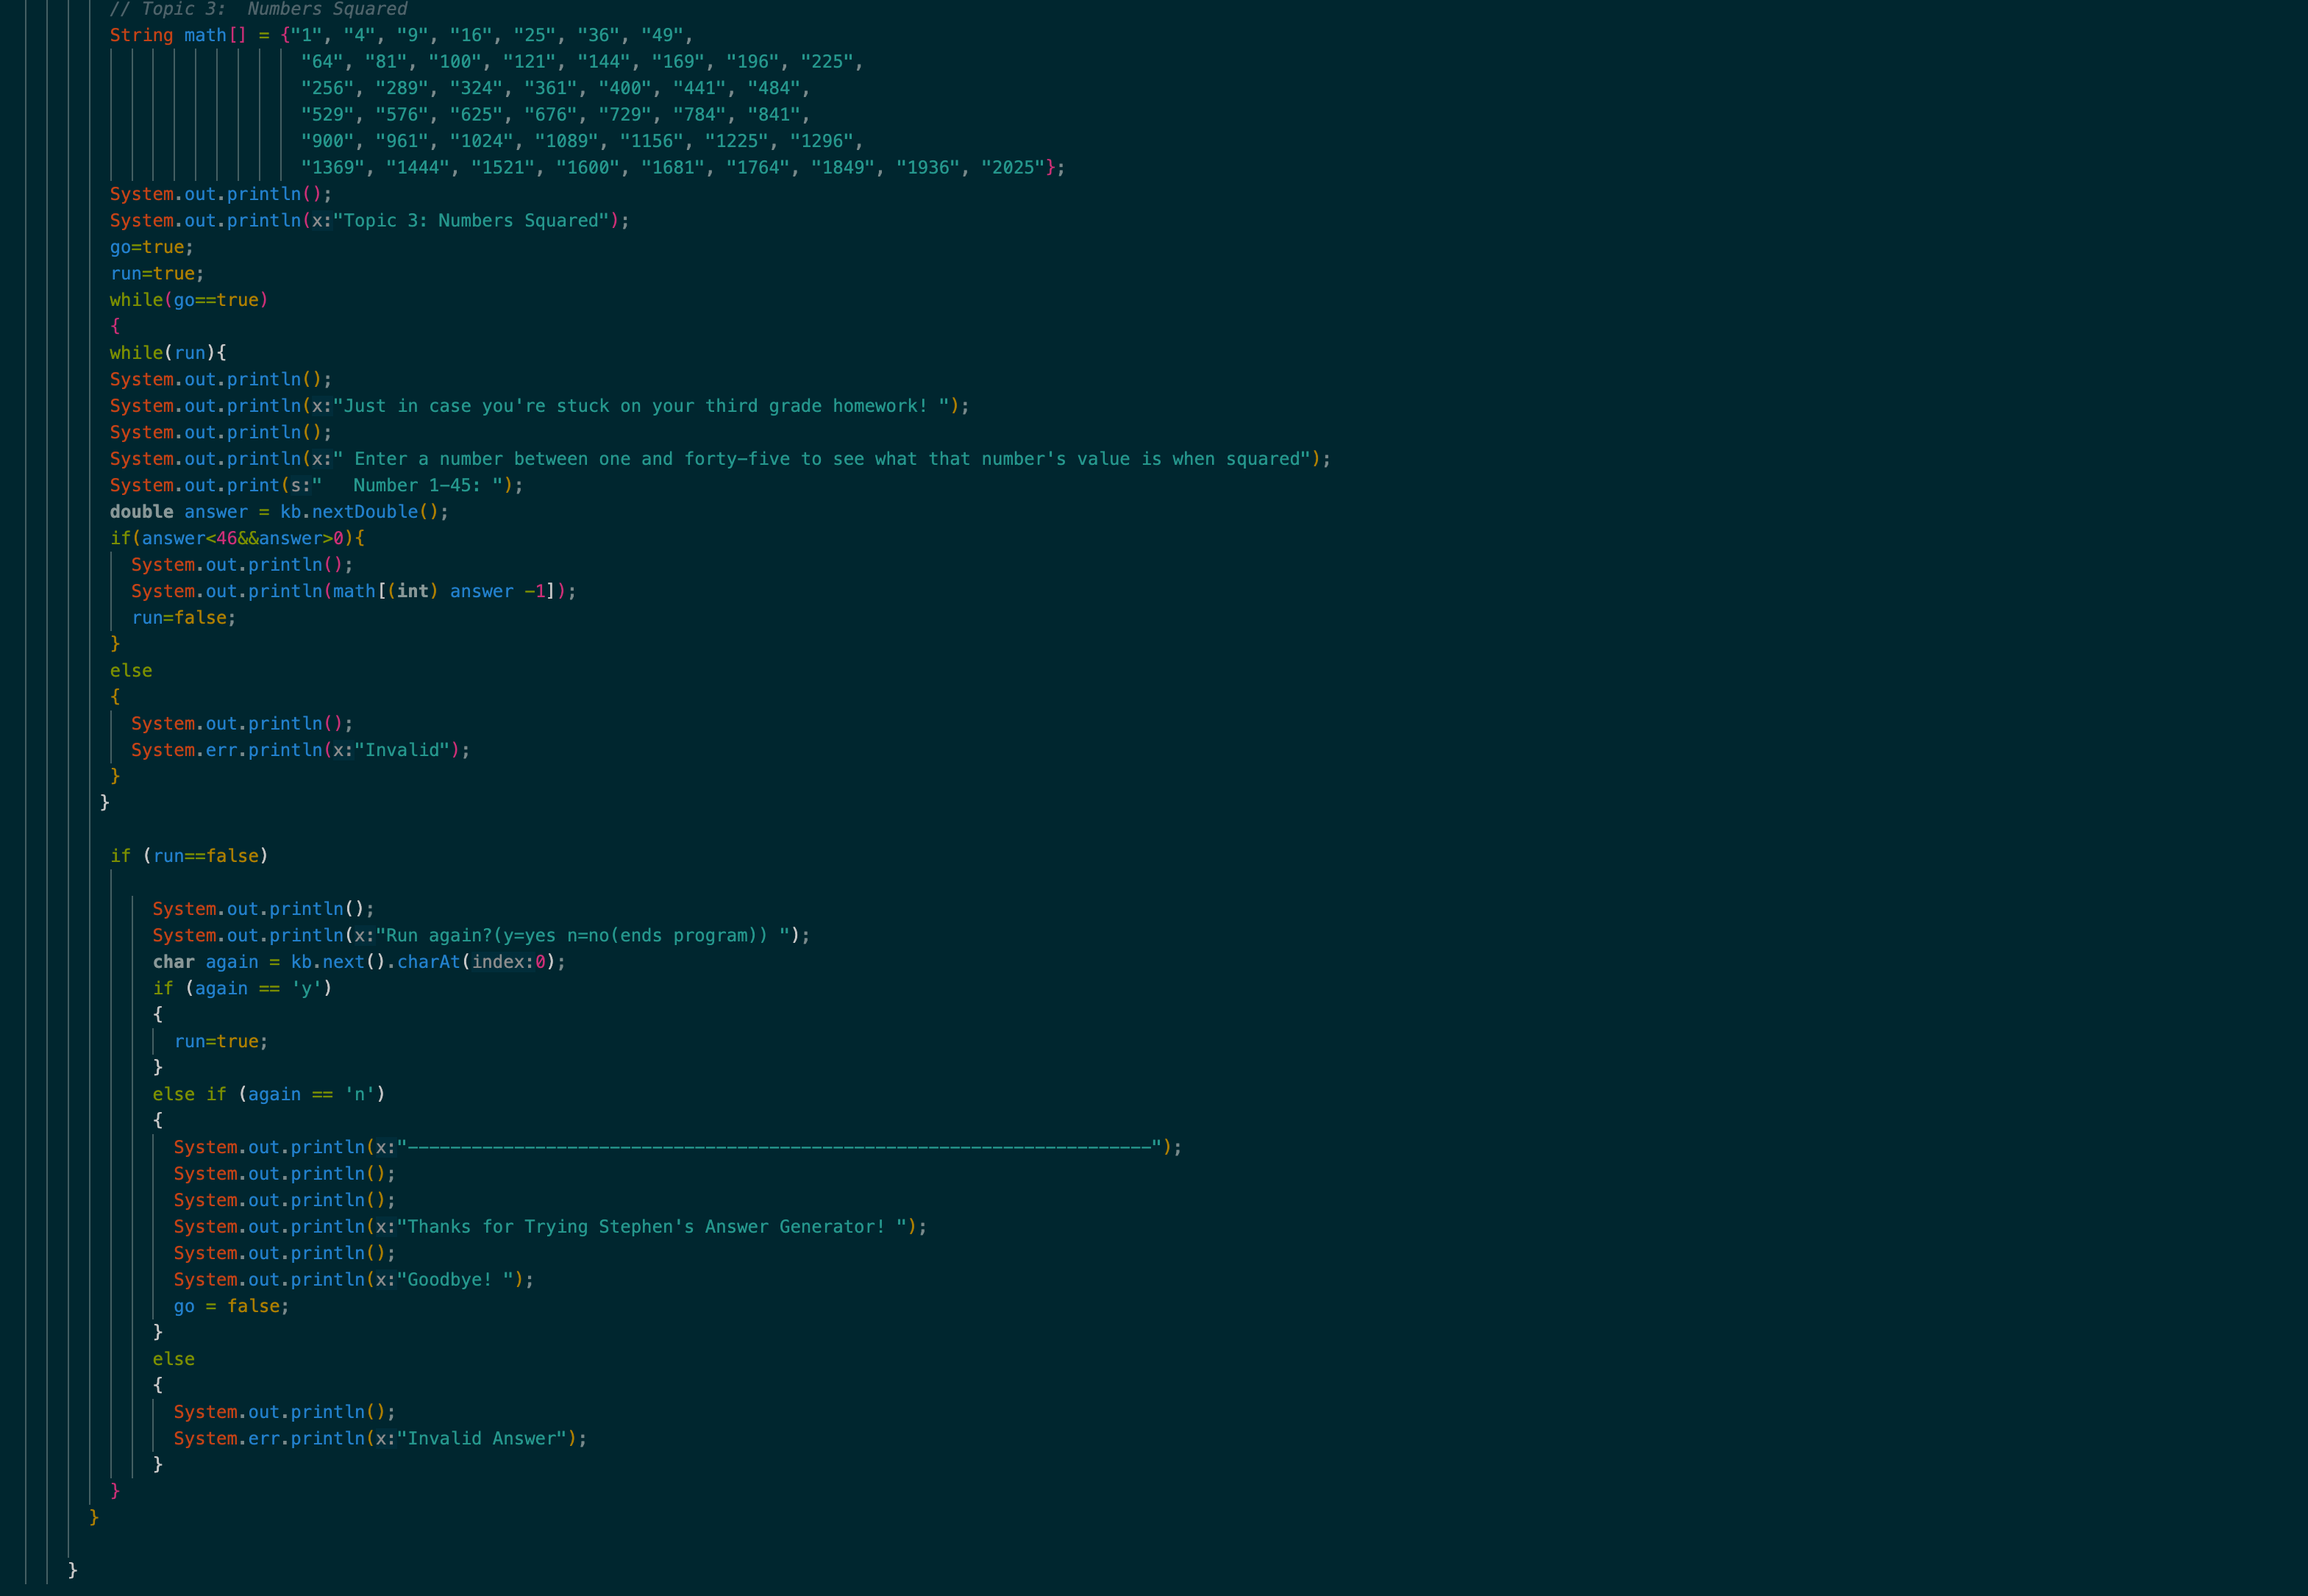 // Topic 3:  Numbers Squared
String math[] = {"1", "4", "9", "16", "25", "36", "49",
"64", "81", "100", "121", "144", "169", "196", "225",
"256", "289", "324", "361", "400", "441", "484",
"529", "576", "625", "676", "729", "784", "841",
"900", "961", "1024", "1089", "1156", "1225", "1296",
"1369", "1444", "1521", "1600", "1681", "1764", "1849", "1936", "2025"};
System.out.println();
System.out.println(x:"Topic 3: Numbers Squared");
go=true;
run=true;
while(go==true)
{
while(run){
System.out.println();
System.out.println(x:"Just in case you're stuck on your third grade homework! ");
System.out.println();
System.out.println(x:" Enter a number between one and forty-five to see what that number's value is when squared");
System.out.print(s:"   Number 1-45: ");
double answer = kb.nextDouble();
if(answer<46&&answer>0){
System.out.println();
System.out.println(math[(int) answer -1]);
run=false;
}
else
{
System.out.println();
System.err.println(x:"Invalid");
}
}
if (run==false)
System.out.println();
System.out.println(x:"Run again?(y=yes n=no(ends program)) ");
char again = kb.next().charAt(index:0);
if (again == 'y')
{
run=true;
}
else if (again == 'n')
{
System.out.println(x:"----------------------------------------------------------------------");
System.out.println();
System.out.println();
System.out.println(x:"Thanks for Trying Stephen's Answer Generator! ");
System.out.println();
System.out.println(x:"Goodbye! ");
go = false;
}
else
{
System.out.println();
System.err.println(x:"Invalid Answer");
}
}
}
}